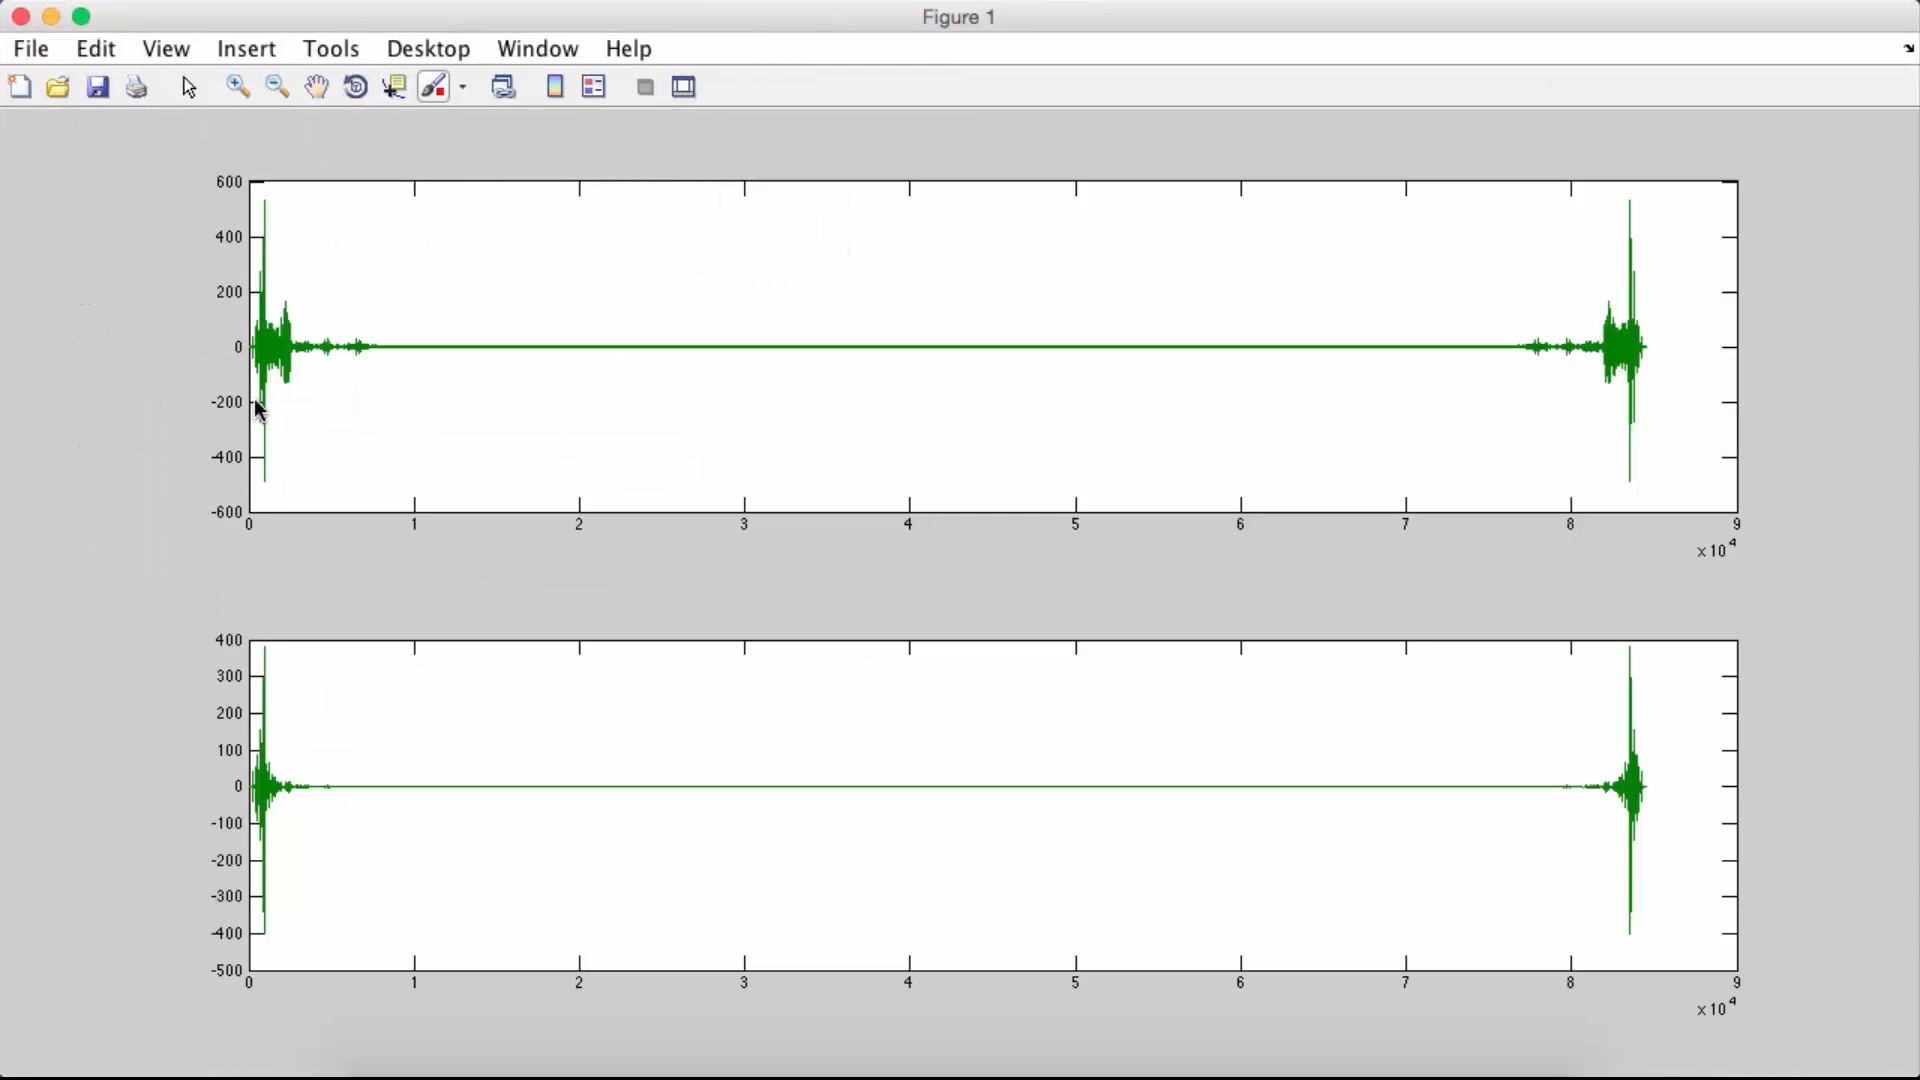 Figure 1
File Edit View Insert Tools Desktop Window Help
600
400
200
0
-200
-400
-600
0 1 2 3 4 5 6 7 8 9
x 10 4
400
300
200
100
0
-100
-200
-300
-400
-500
0 1 2 3 4 5 6 7 8 9
x 10 4